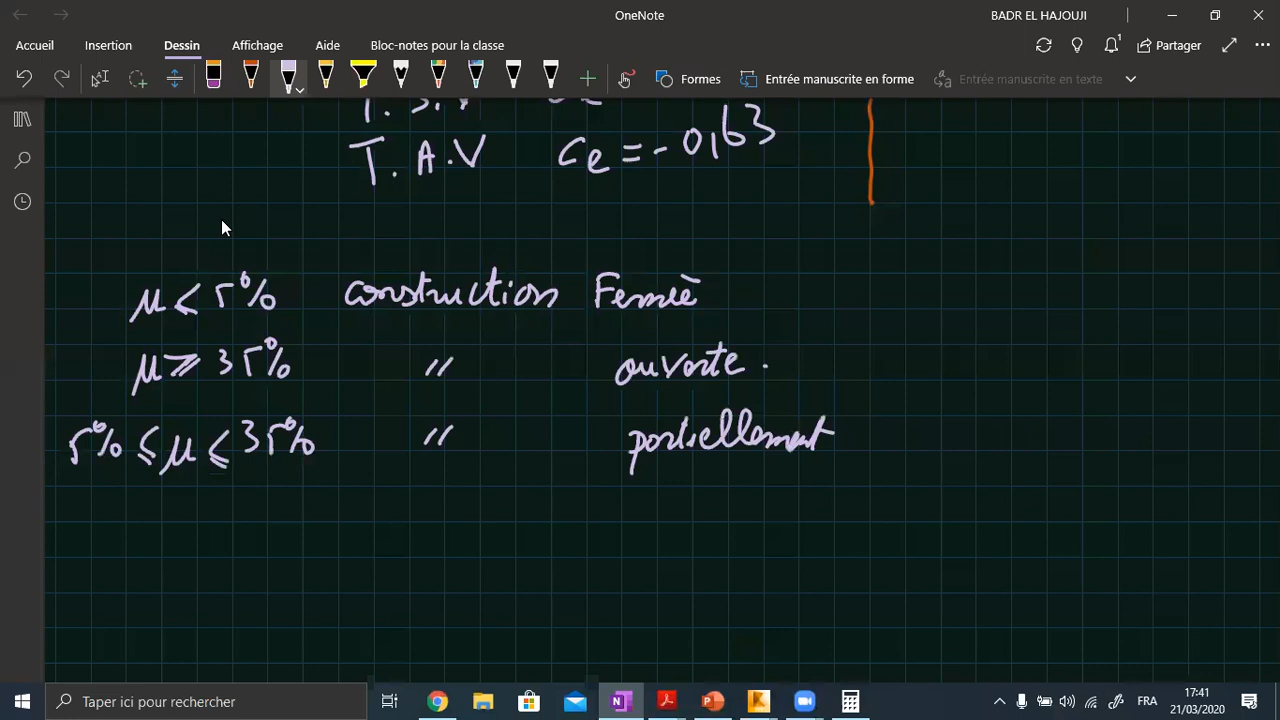 OneNote
BADR EL HAJOUJI
Accueil Insertion Dessin Affichage Aide Bloc-notes pour la classe
Partager
Formes Entrée manuscrite en forme Entrée manuscrite en texte
T. A.V Ce = - 0,63
μ < 5% construction Fermée
μ ⩾ 35% // ouverte.
5% ≤ μ ≤ 35% // partiellement
Taper ici pour rechercher
FRA
17:41
21/03/2020